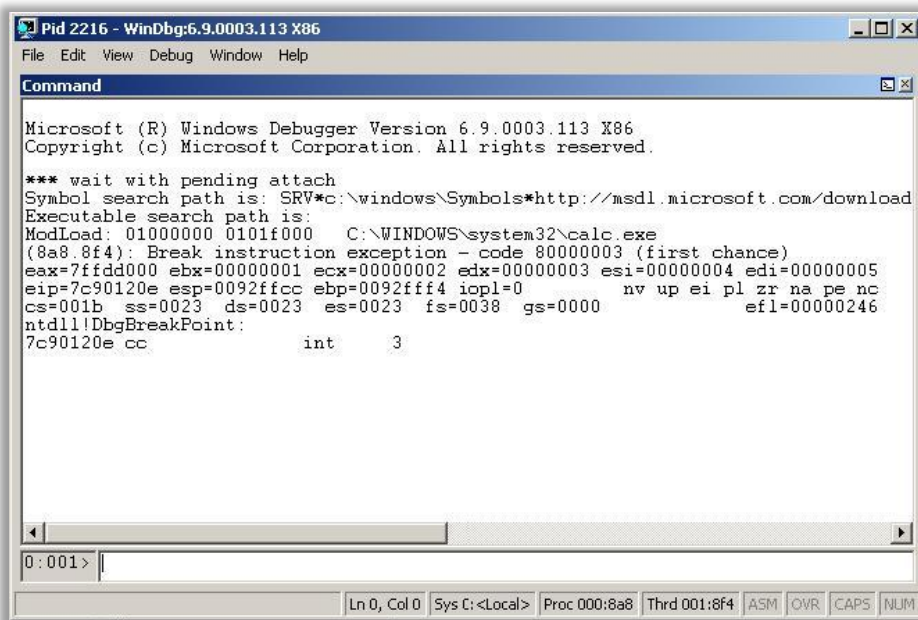 Pid 2216 - WinDbg:6.9.0003.113 X86
File Edit View Debug Window Help
Command
Microsoft (R) Windows Debugger Version 6.9.0003.113 X86
Copyright (c) Microsoft Corporation. All rights reserved.
*** wait with pending attach
Symbol search path is: SRV*c:\windows\Symbols*http://msdl.microsoft.com/download
Executable search path is:
ModLoad: 01000000 0101f000   C:\WINDOWS\system32\calc.exe
(8a8.8f4): Break instruction exception - code 80000003 (first chance)
eax=7ffdd000 ebx=00000001 ecx=00000002 edx=00000003 esi=00000004 edi=00000005
eip=7c90120e esp=0092ffcc ebp=0092fff4 iopl=0         nv up ei pl zr na pe nc
cs=001b  ss=0023  ds=0023  es=0023  fs=0038  gs=0000             efl=00000246
ntdll!DbgBreakPoint:
7c90120e cc              int     3
0:001>
Ln 0, Col 0 Sys 0:<Local> Proc 000:8a8 Thrd 001:8f4 ASM OVR CAPS NUM